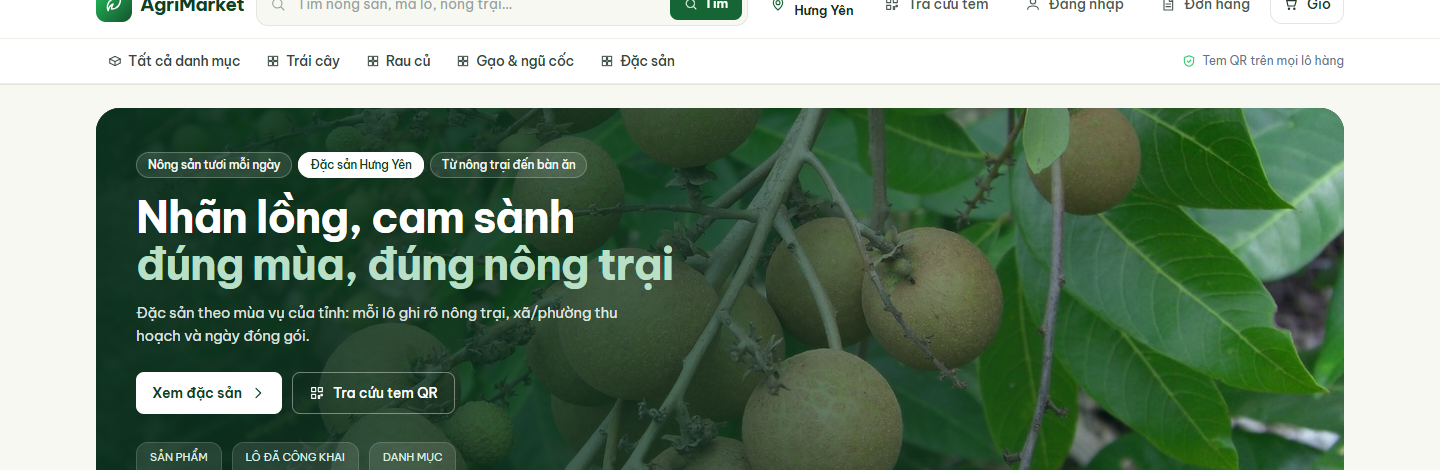 AgriMarket
Tìm nông sản, mã lô, nông trại…
Tìm
Hưng Yên
Tra cứu tem
Đăng nhập
Đơn hàng
Giỏ
Tất cả danh mục
Trái cây
Rau củ
Gạo & ngũ cốc
Đặc sản
Tem QR trên mọi lô hàng
Nông sản tươi mỗi ngày
Đặc sản Hưng Yên
Từ nông trại đến bàn ăn
Nhãn lồng, cam sành
đúng mùa, đúng nông trại
Đặc sản theo mùa vụ của tỉnh: mỗi lô ghi rõ nông trại, xã/phường thu
hoạch và ngày đóng gói.
Xem đặc sản
Tra cứu tem QR
SẢN PHẨM
LÔ ĐÃ CÔNG KHAI
DANH MỤC